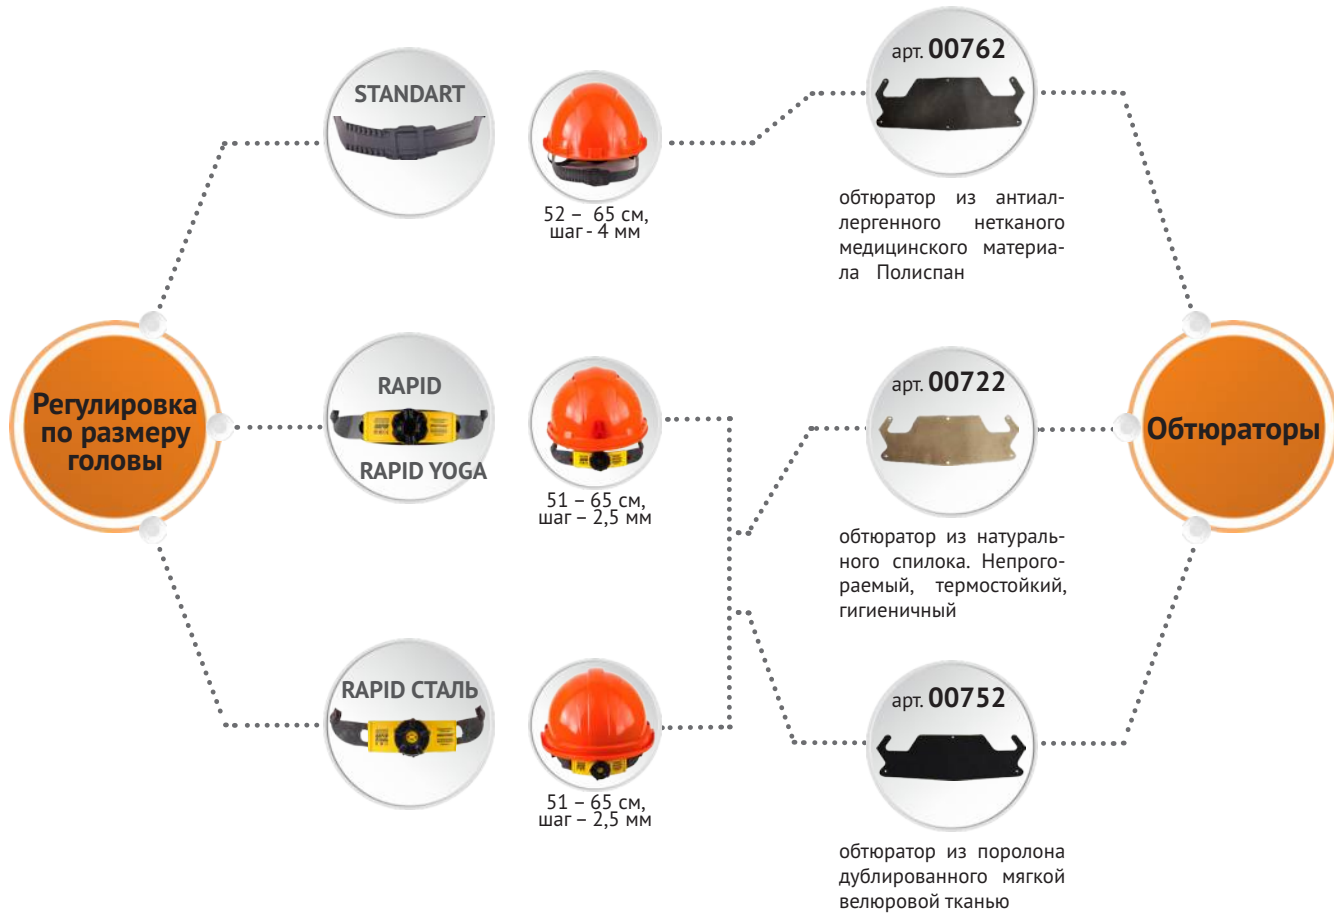 Регулировка
по размеру
головы
STANDART
52 – 65 см,
шаг - 4 мм
RAPID
RAPID YOGA
51 – 65 см,
шаг – 2,5 мм
RAPID СТАЛЬ
51 – 65 см,
шаг – 2,5 мм
арт. 00762
обтюратор из антиал-
лергенного нетканого
медицинского материа-
ла Полиспан
арт. 00722
обтюратор из натураль-
ного спилока. Непрого-
раемый, термостойкий,
гигиеничный
арт. 00752
обтюратор из поролона
дублированного мягкой
велюровой тканью
Обтюраторы